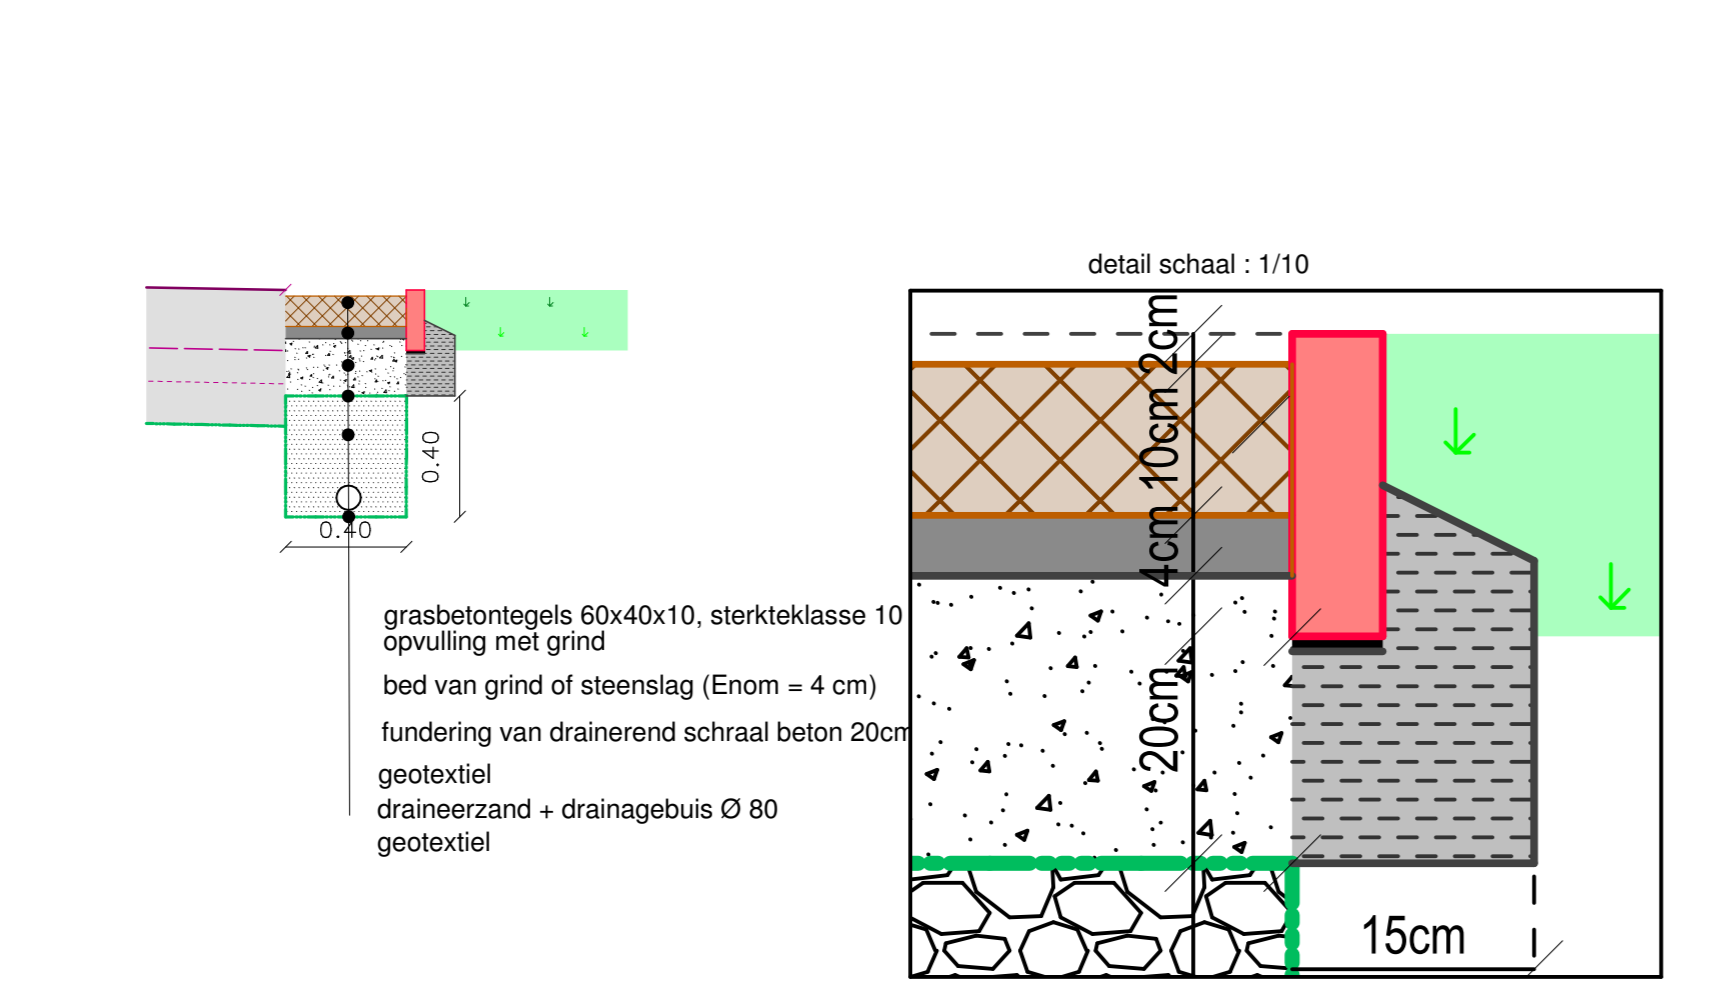 detail schaal : 1/10
0.40
0.40
grasbetontegels 60x40x10, sterkteklasse 10
opvulling met grind
bed van grind of steenslag (Enom = 4 cm)
fundering van drainerend schraal beton 20cm
geotextiel
draineerzand + drainagebuis Ø 80
geotextiel
2cm
10cm
4cm
20cm
15cm